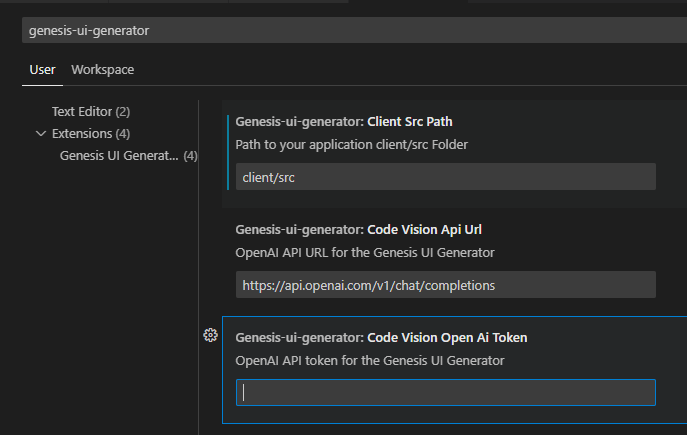 genesis-ui-generator
User Workspace
Text Editor (2)
Extensions (4)
Genesis UI Generat... (4)
Genesis-ui-generator: Client Src Path
Path to your application client/src Folder
client/src
Genesis-ui-generator: Code Vision Api Url
OpenAI API URL for the Genesis UI Generator
https://api.openai.com/v1/chat/completions
Genesis-ui-generator: Code Vision Open Ai Token
OpenAI API token for the Genesis UI Generator